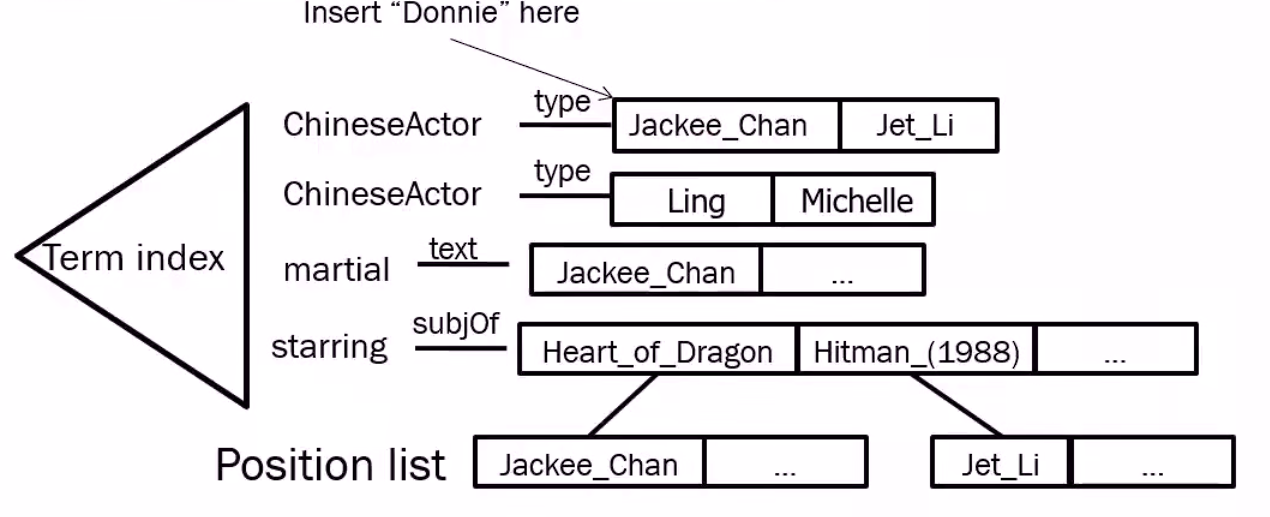 Insert “Donnie” here
ChineseActor type Jackee_Chan Jet_Li
ChineseActor type Ling Michelle
Term index
martial text Jackee_Chan ...
starring subjOf Heart_of_Dragon Hitman_(1988) ...
Position list Jackee_Chan ... Jet_Li ...